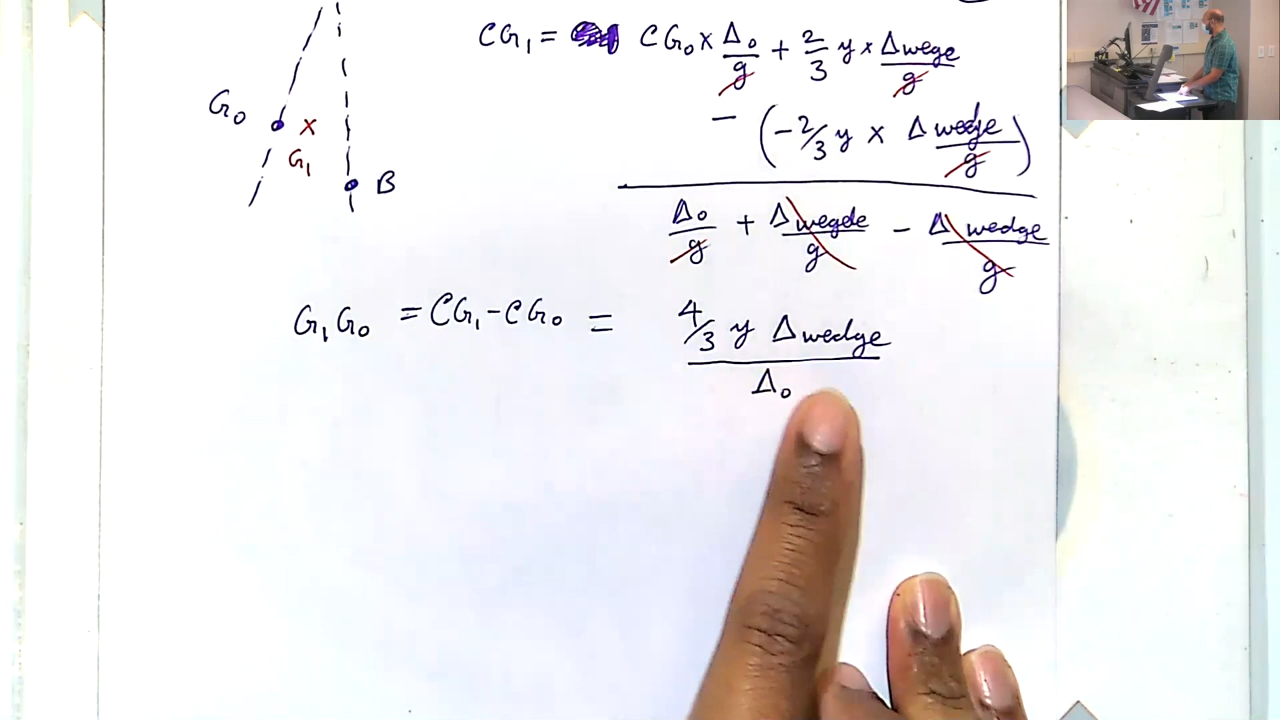 CG₁ = CG₀ × Δ₀/g + 2/3 y × Δwege/g
- (-2/3 y × Δwedge/g)
Δ₀/g + Δwegde/g - Δwedge/g
G₀
x
G₁
B
G₁G₀ = CG₁-CG₀ = 4/3 y Δwedge
Δ₀